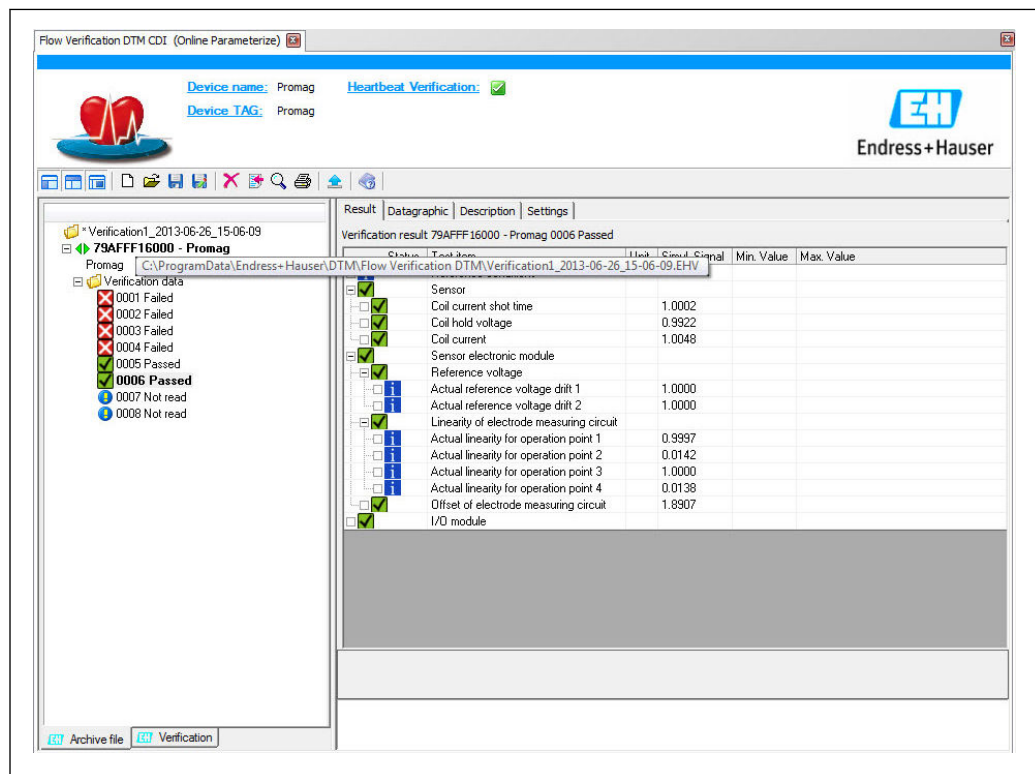 Flow Verification DTM CDI (Online Parameterize)
Device name: Promag
Heartbeat Verification:
Device TAG: Promag
EH
Endress+Hauser
Result Datagraphic Description Settings
Verification result 79AFFF16000 - Promag 0006 Passed
Status Test item Unit Simul. Signal Min. Value Max. Value
* Verification1_2013-06-26_15-06-09
79AFFF16000 - Promag
Promag
C:\ProgramData\Endress+Hauser\DTM\Flow Verification DTM\Verification1_2013-06-26_15-06-09.EHV
Verification data
0001 Failed
0002 Failed
0003 Failed
0004 Failed
0005 Passed
0006 Passed
0007 Not read
0008 Not read
Sensor
Coil current shot time 1.0002
Coil hold voltage 0.9922
Coil current 1.0048
Sensor electronic module
Reference voltage
Actual reference voltage drift 1 1.0000
Actual reference voltage drift 2 1.0000
Linearity of electrode measuring circuit
Actual linearity for operation point 1 0.9997
Actual linearity for operation point 2 0.0142
Actual linearity for operation point 3 1.0000
Actual linearity for operation point 4 0.0138
Offset of electrode measuring circuit 1.8907
I/O module
Archive file
Verification